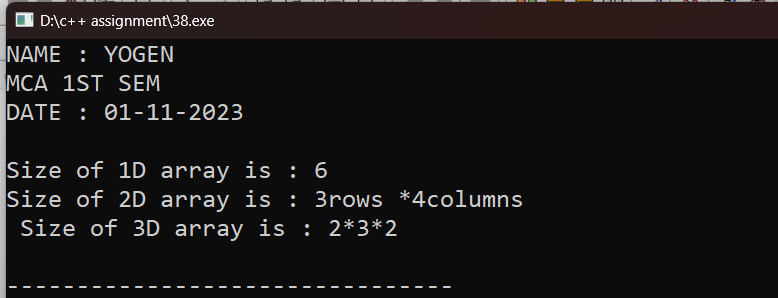 D:\c++ assignment\38.exe
NAME : YOGEN
MCA 1ST SEM
DATE : 01-11-2023
Size of 1D array is : 6
Size of 2D array is : 3rows *4columns
 Size of 3D array is : 2*3*2
--------------------------------